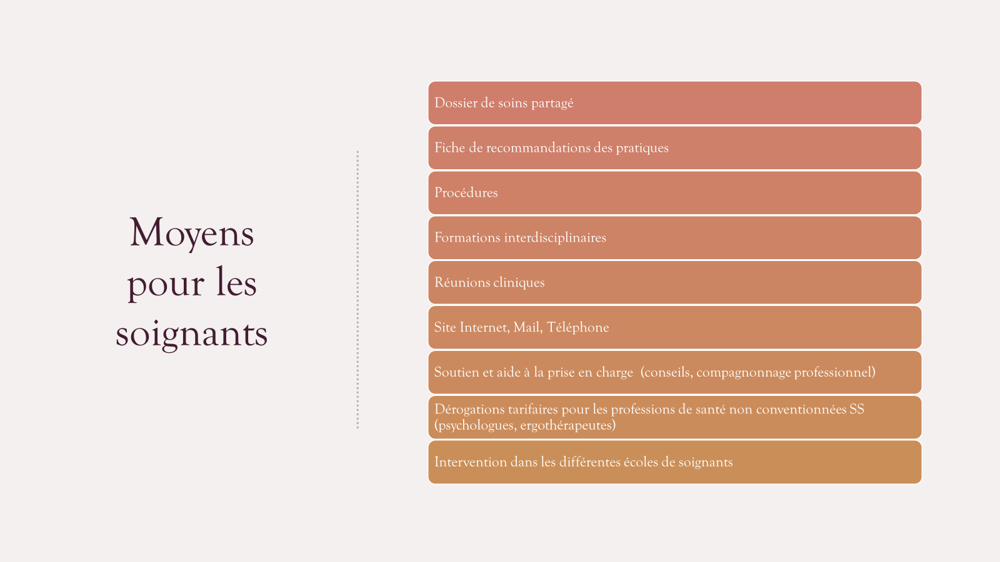 Moyens
pour les
soignants
Dossier de soins partagé
Fiche de recommandations des pratiques
Procédures
Formations interdisciplinaires
Réunions cliniques
Site Internet, Mail, Téléphone
Soutien et aide à la prise en charge  (conseils, compagnonnage professionnel)
Dérogations tarifaires pour les professions de santé non conventionnées SS
(psychologues, ergothérapeutes)
Intervention dans les différentes écoles de soignants